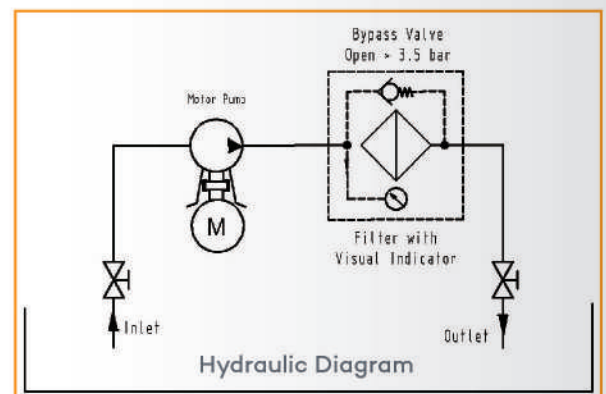 Bypass Valve
Open > 3.5 bar
Motor Pump
M
Filter with
Visual Indicator
Inlet
Outlet
Hydraulic Diagram